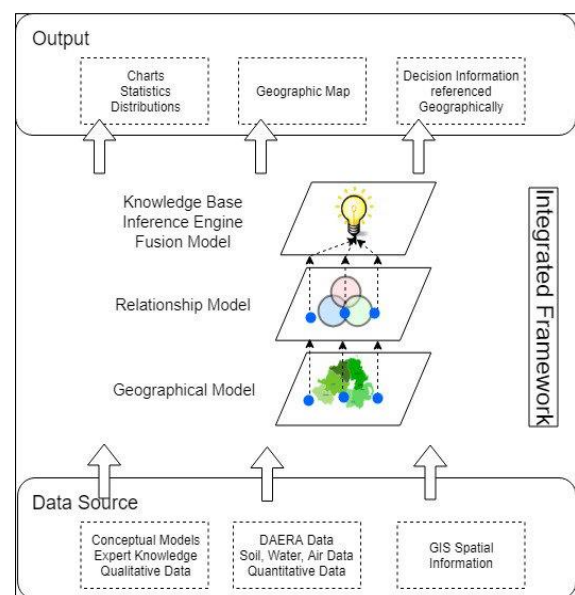 Output
Charts
Statistics
Distributions
Geographic Map
Decision Information
referenced
Geographically
Knowledge Base
Inference Engine
Fusion Model
Relationship Model
Geographical Model
Integrated Framework
Data Source
Conceptual Models
Expert Knowledge
Qualitative Data
DAERA Data
Soil, Water, Air Data
Quantitative Data
GIS Spatial
Information